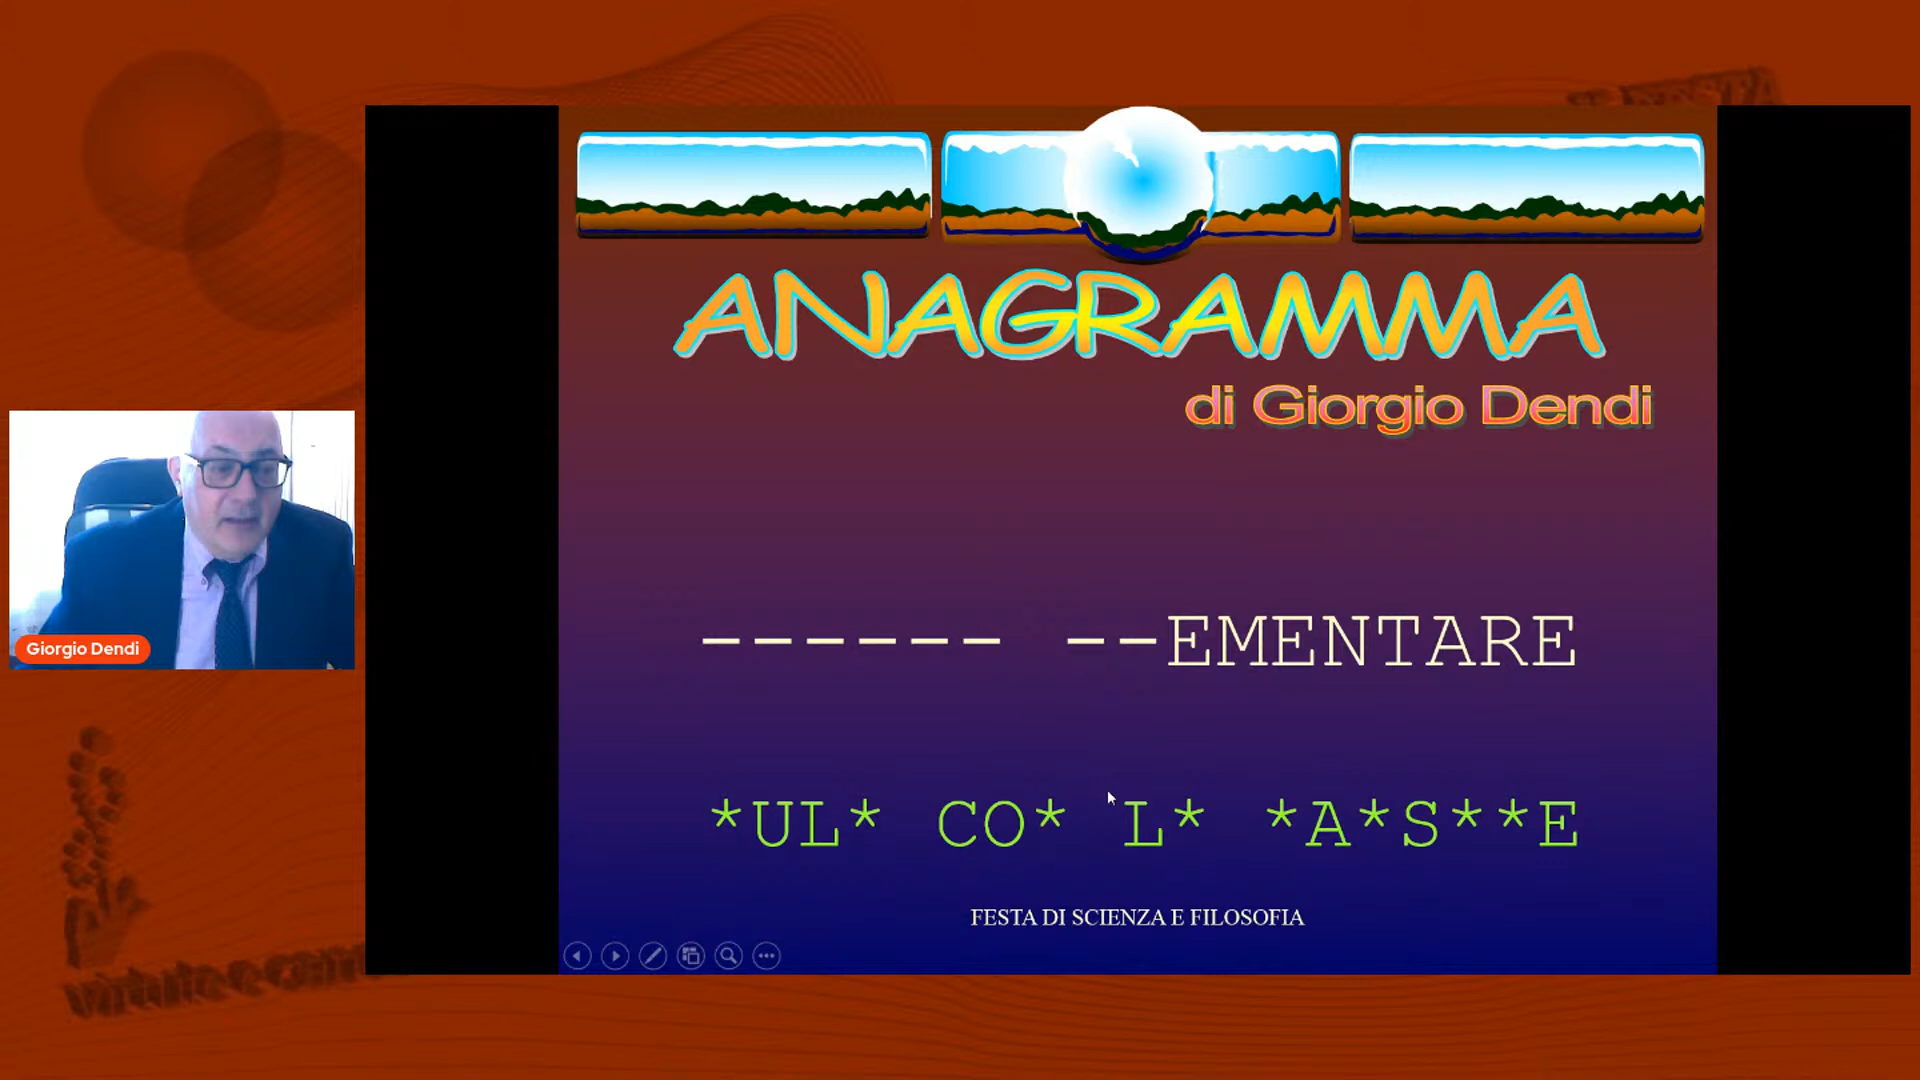 ANAGRAMMA
di Giorgio Dendi
------ --EMENTARE
Giorgio Dendi
*UL* CO* L* *A*S**E
FESTA DI SCIENZA E FILOSOFIA